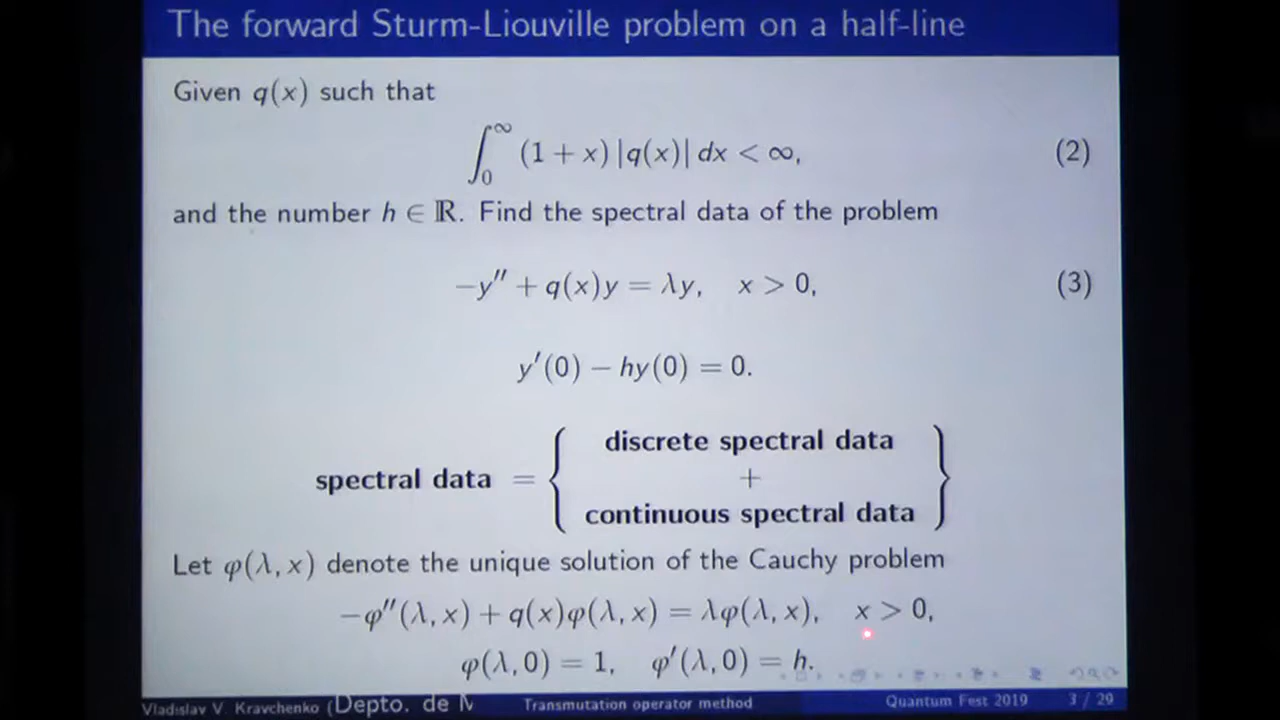 The forward Sturm-Liouville problem on a half-line
Given q(x) such that
∫₀^∞ (1 + x) |q(x)| dx < ∞, (2)
and the number h ∈ ℝ. Find the spectral data of the problem
−y″ + q(x)y = λy, x > 0, (3)
y′(0) − hy(0) = 0.
spectral data = { discrete spectral data
+
continuous spectral data }
Let φ(λ, x) denote the unique solution of the Cauchy problem
−φ″(λ, x) + q(x)φ(λ, x) = λφ(λ, x), x > 0,
φ(λ, 0) = 1, φ′(λ, 0) = h.
Vladislav V. Kravchenko (Depto. de M Transmutation operator method Quantum Fest 2019 3 / 29